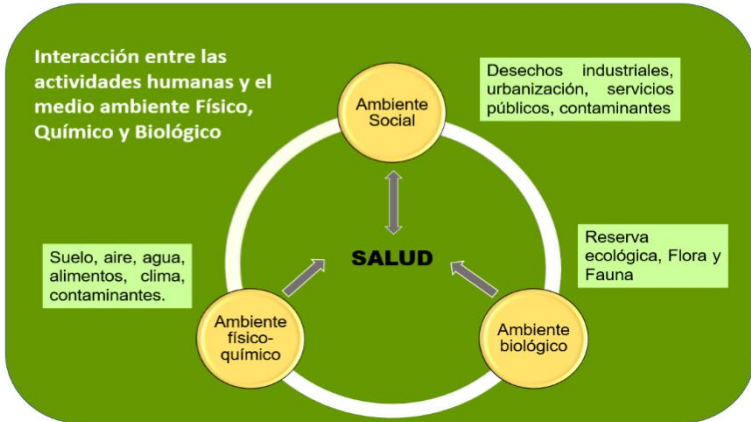 Interacción entre las
actividades humanas y el
medio ambiente Físico,
Químico y Biológico
Desechos industriales,
urbanización, servicios
públicos, contaminantes
Ambiente
Social
SALUD
Suelo, aire, agua,
alimentos, clima,
contaminantes.
Reserva
ecológica, Flora y
Fauna
Ambiente
físico-
químico
Ambiente
biológico